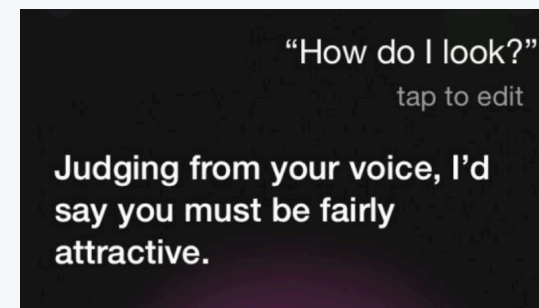 “How do I look?”
tap to edit
Judging from your voice, I’d
say you must be fairly
attractive.